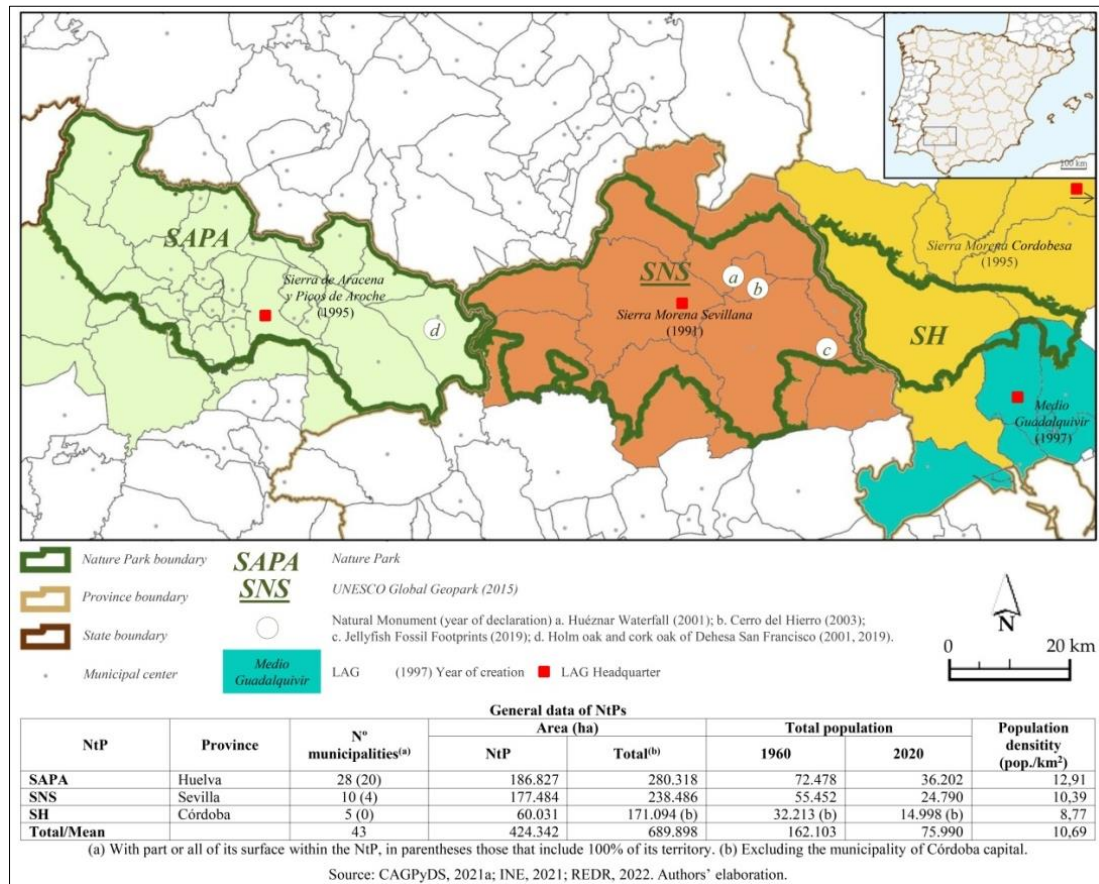 100 km
SAPA
Sierra de Aracena
y Picos de Aroche
(1995)
d
SNS
Sierra Morena Sevillana
(1991)
a
b
c
Sierra Morena Cordobesa
(1995)
SH
Medio
Guadalquivir
(1997)
Nature Park boundary
Province boundary
State boundary
Municipal center
SAPA Nature Park
SNS UNESCO Global Geopark (2015)
Natural Monument (year of declaration) a. Huéznar Waterfall (2001); b. Cerro del Hierro (2003);
c. Jellyfish Fossil Footprints (2019); d. Holm oak and cork oak of Dehesa San Francisco (2001, 2019).
Medio
Guadalquivir
LAG (1997) Year of creation LAG Headquarter
N
0 20 km
General data of NtPs
NtP Province Nº municipalities(a) Area (ha) Total population Population densitity (pop./km²)
NtP Total(b) 1960 2020
SAPA Huelva 28 (20) 186.827 280.318 72.478 36.202 12,91
SNS Sevilla 10 (4) 177.484 238.486 55.452 24.790 10,39
SH Córdoba 5 (0) 60.031 171.094 (b) 32.213 (b) 14.998 (b) 8,77
Total/Mean 43 424.342 689.898 162.103 75.990 10,69
(a) With part or all of its surface within the NtP, in parentheses those that include 100% of its territory. (b) Excluding the municipality of Córdoba capital.
Source: CAGPyDS, 2021a; INE, 2021; REDR, 2022. Authors' elaboration.